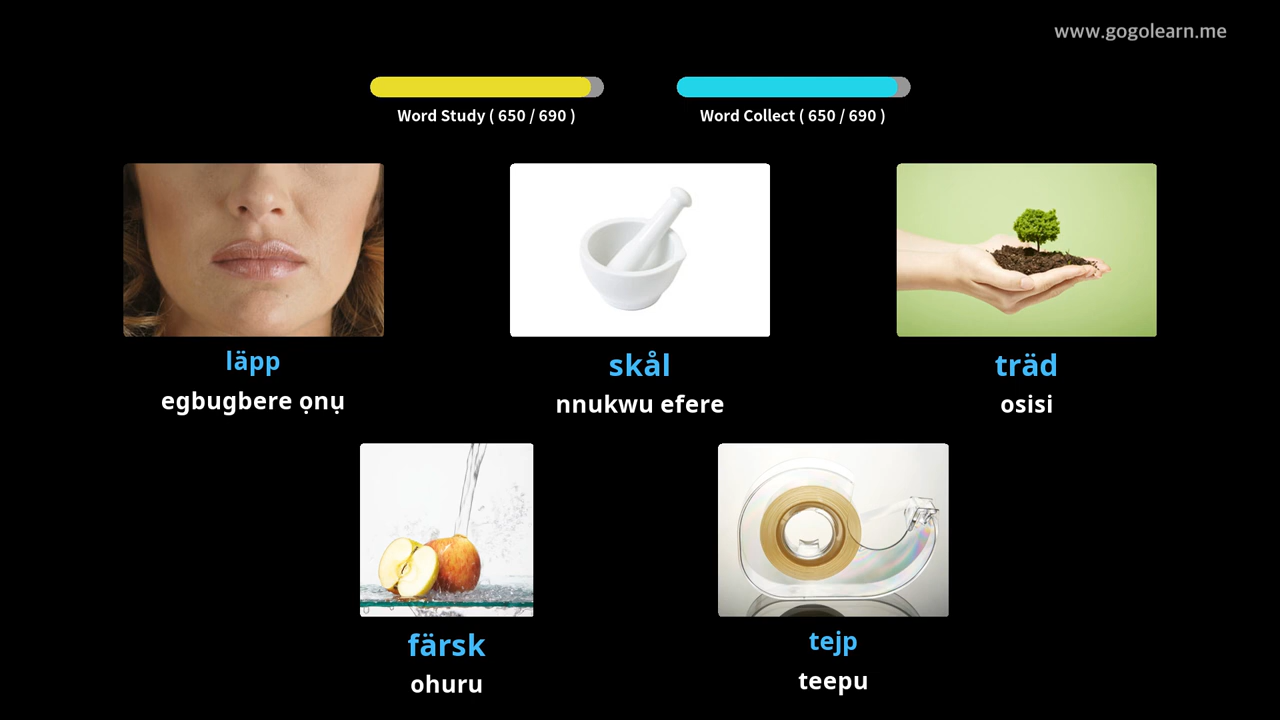 www.gogolearn.me
Word Study ( 650 / 690 )
Word Collect ( 650 / 690 )
läpp
egbugbere ọnụ
skål
nnukwu efere
träd
osisi
färsk
ohuru
tejp
teepu